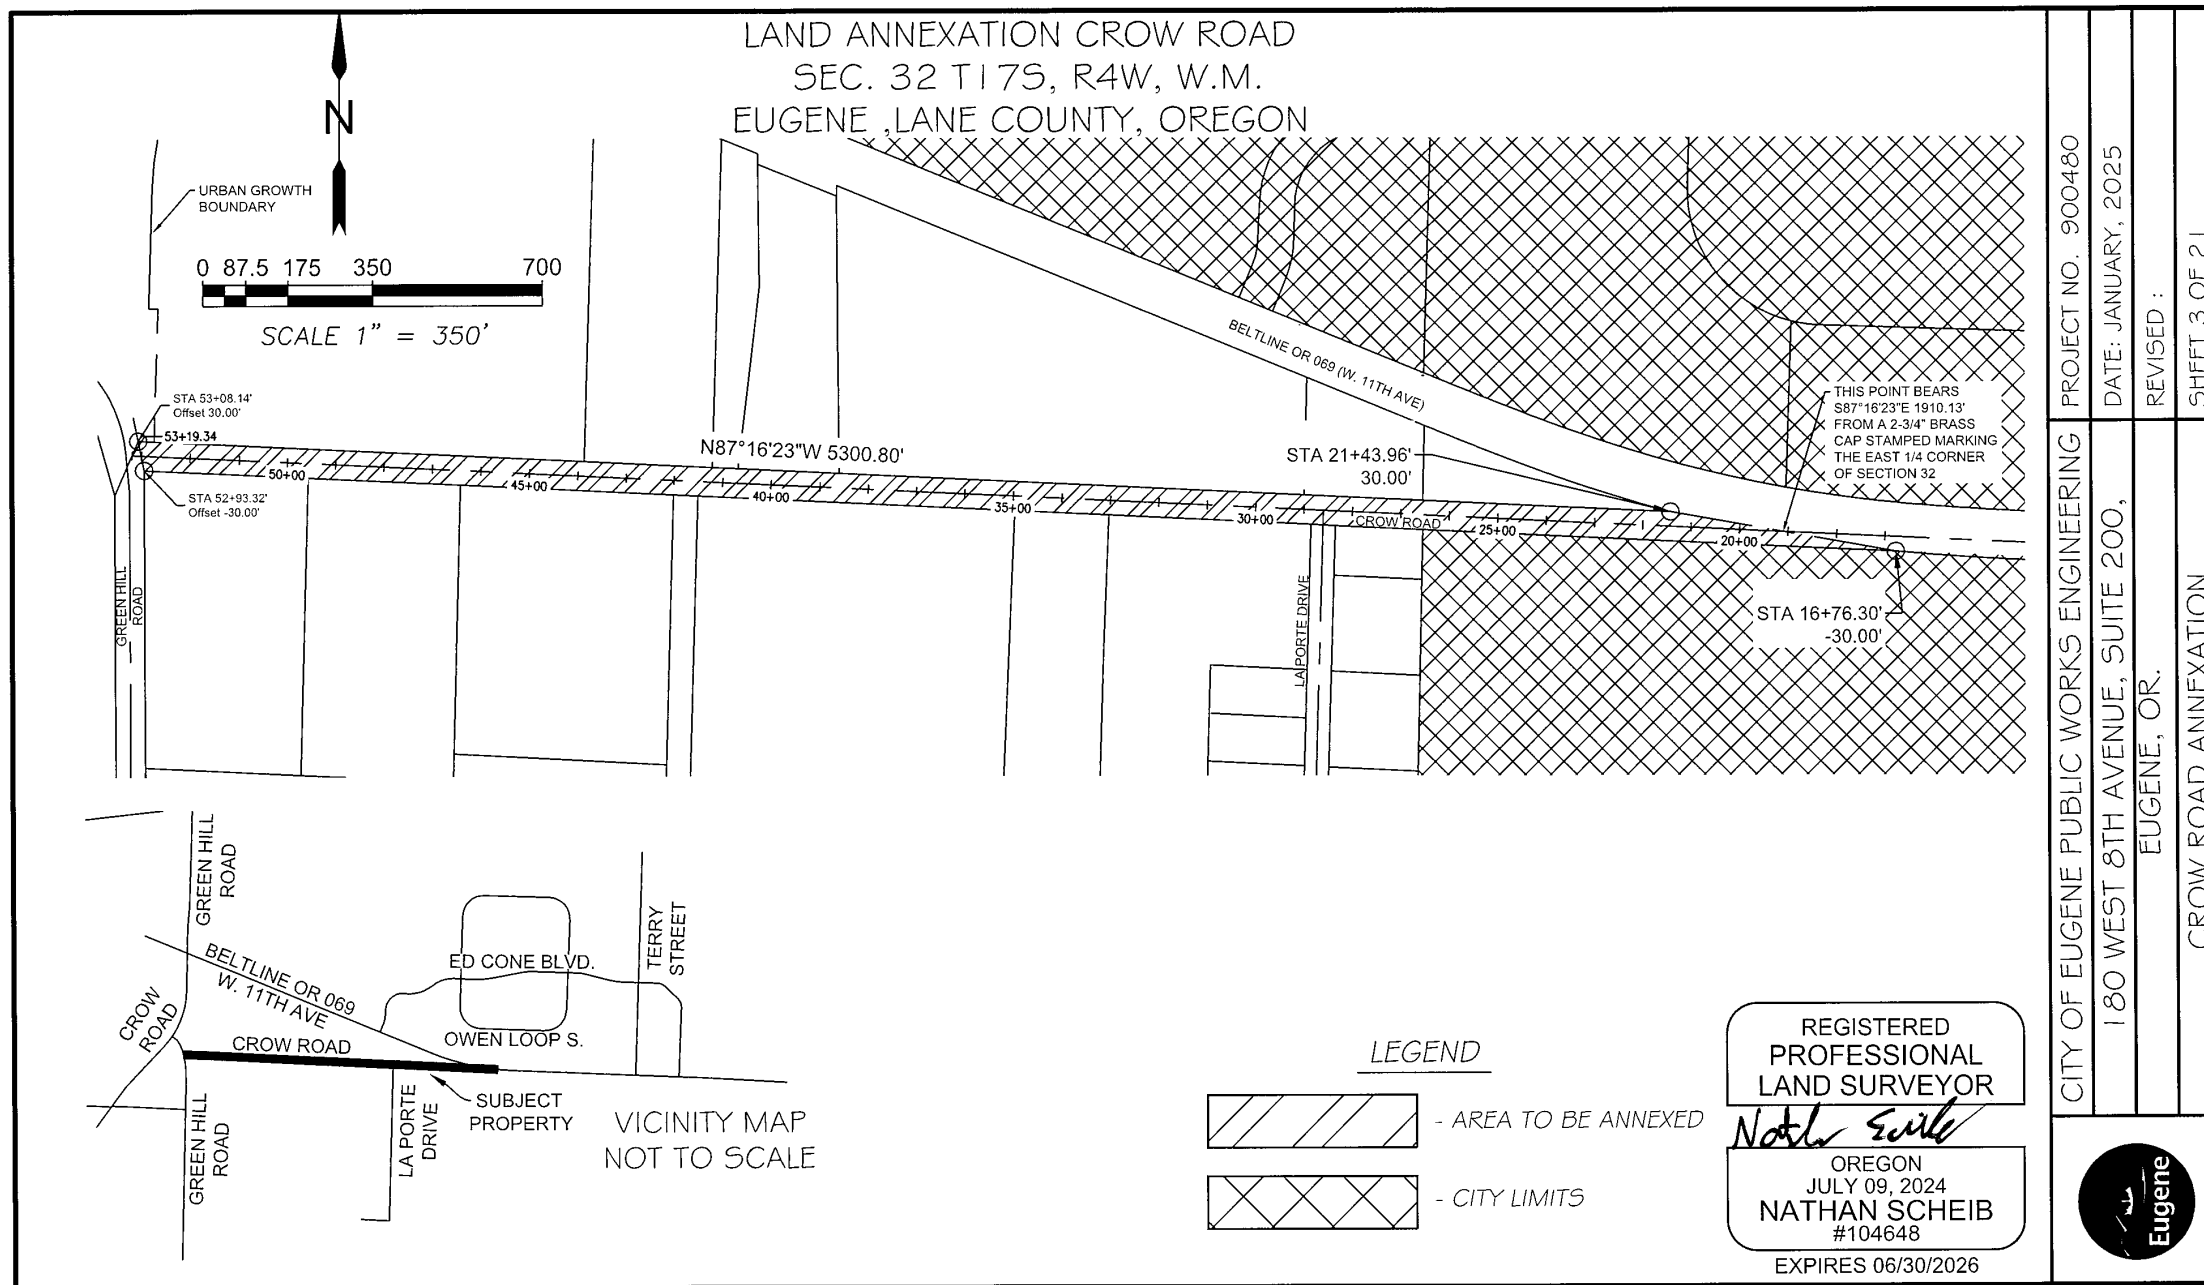 LAND ANNEXATION CROW ROAD
SEC. 32 T17S, R4W, W.M.
EUGENE ,LANE COUNTY, OREGON
N
URBAN GROWTH
BOUNDARY
0 87.5 175 350 700
SCALE 1" = 350'
STA 53+08.14'
Offset 30.00'
53+19.34
STA 52+93.32'
Offset -30.00'
N87°16'23"W 5300.80'
50+00
45+00
40+00
35+00
30+00
CROW ROAD
25+00
20+00
BELTLINE OR 069 (W. 11TH AVE)
STA 21+43.96'
30.00'
THIS POINT BEARS
S87°16'23"E 1910.13'
FROM A 2-3/4" BRASS
CAP STAMPED MARKING
THE EAST 1/4 CORNER
OF SECTION 32
STA 16+76.30'
-30.00'
GREEN HILL
ROAD
LAPORTE DRIVE
GREEN HILL
ROAD
BELTLINE OR 069
W. 11TH AVE
CROW
ROAD
CROW ROAD
ED CONE BLVD.
OWEN LOOP S.
TERRY
STREET
GREEN HILL
ROAD
LA PORTE
DRIVE
SUBJECT
PROPERTY
VICINITY MAP
NOT TO SCALE
LEGEND
- AREA TO BE ANNEXED
- CITY LIMITS
REGISTERED
PROFESSIONAL
LAND SURVEYOR
OREGON
JULY 09, 2024
NATHAN SCHEIB
#104648
EXPIRES 06/30/2026
PROJECT NO. 900480
DATE: JANUARY, 2025
REVISED :
SHEET 3 OF 21
CITY OF EUGENE PUBLIC WORKS ENGINEERING
180 WEST 8TH AVENUE, SUITE 200,
EUGENE, OR.
CROW ROAD ANNEXATION
Eugene